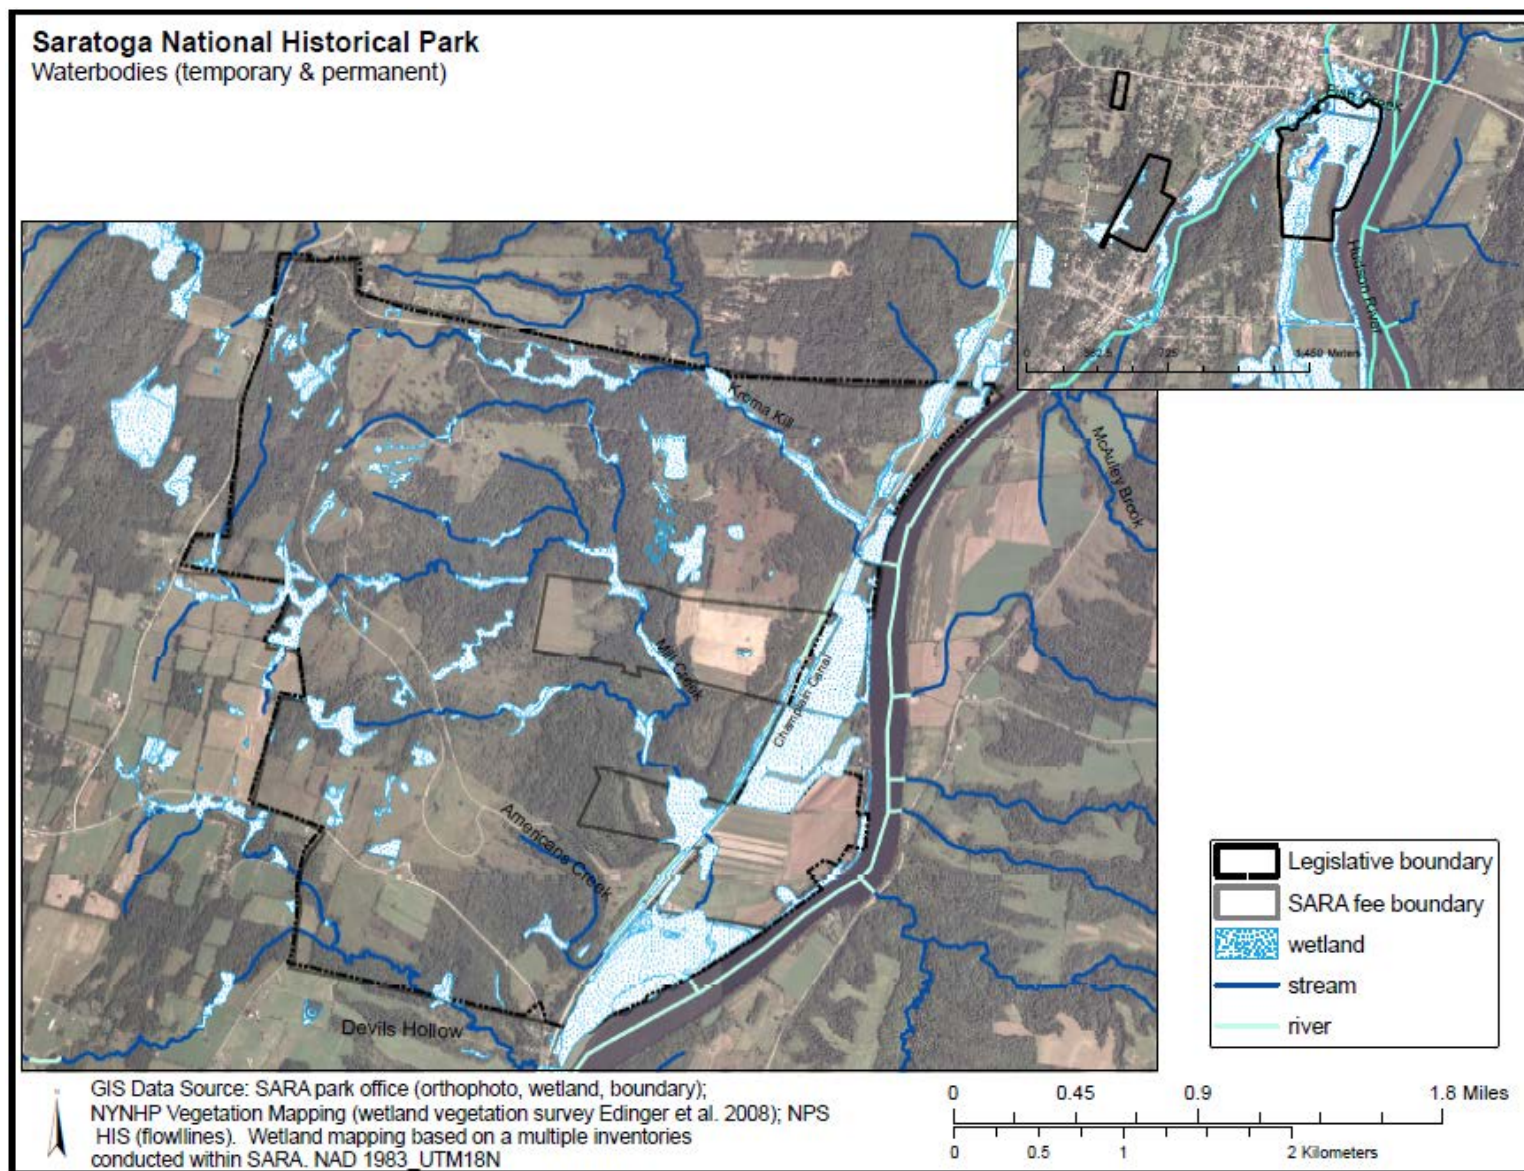 Saratoga National Historical Park
Waterbodies (temporary & permanent)
Creek
Hudson River
0
725
1,450 Meters
Kroma Kill
McAuley Brook
Mill Creek
Champlain Canal
Americans Creek
Devils Hollow
Legislative boundary
SARA fee boundary
wetland
stream
river
N
GIS Data Source: SARA park office (orthophoto, wetland, boundary);
NYNHP Vegetation Mapping (wetland vegetation survey Edinger et al. 2008); NPS
HIS (flowllines). Wetland mapping based on a multiple inventories
conducted within SARA. NAD 1983_UTM18N
0 0.45 0.9 1.8 Miles
0 0.5 1 2 Kilometers